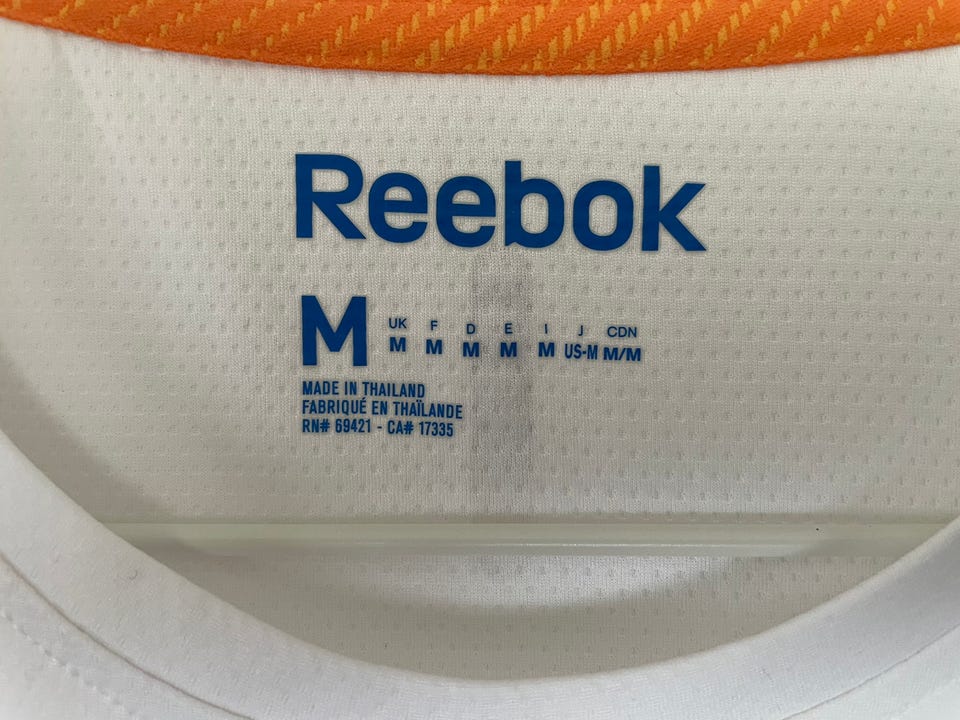 Reebok
M
UK F D E I J CDN
M M M M M US-M M/M
MADE IN THAILAND
FABRIQUÉ EN THAÏLANDE
RN# 69421 - CA# 17335